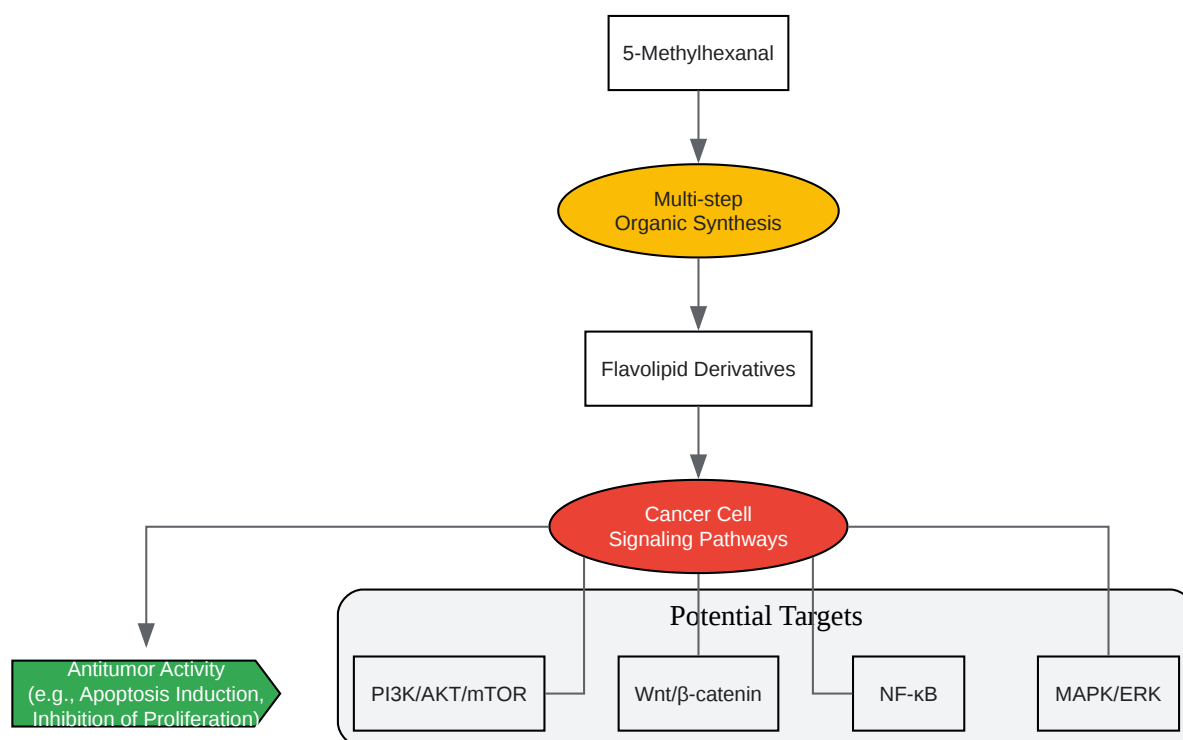 5-Methylhexanal
Multi-step
Organic Synthesis
Flavolipid Derivatives
Cancer Cell
Signaling Pathways
Potential Targets
Antitumor Activity
(e.g., Apoptosis Induction,
Inhibition of Proliferation)
PI3K/AKT/mTOR
Wnt/β-catenin
NF-κB
MAPK/ERK